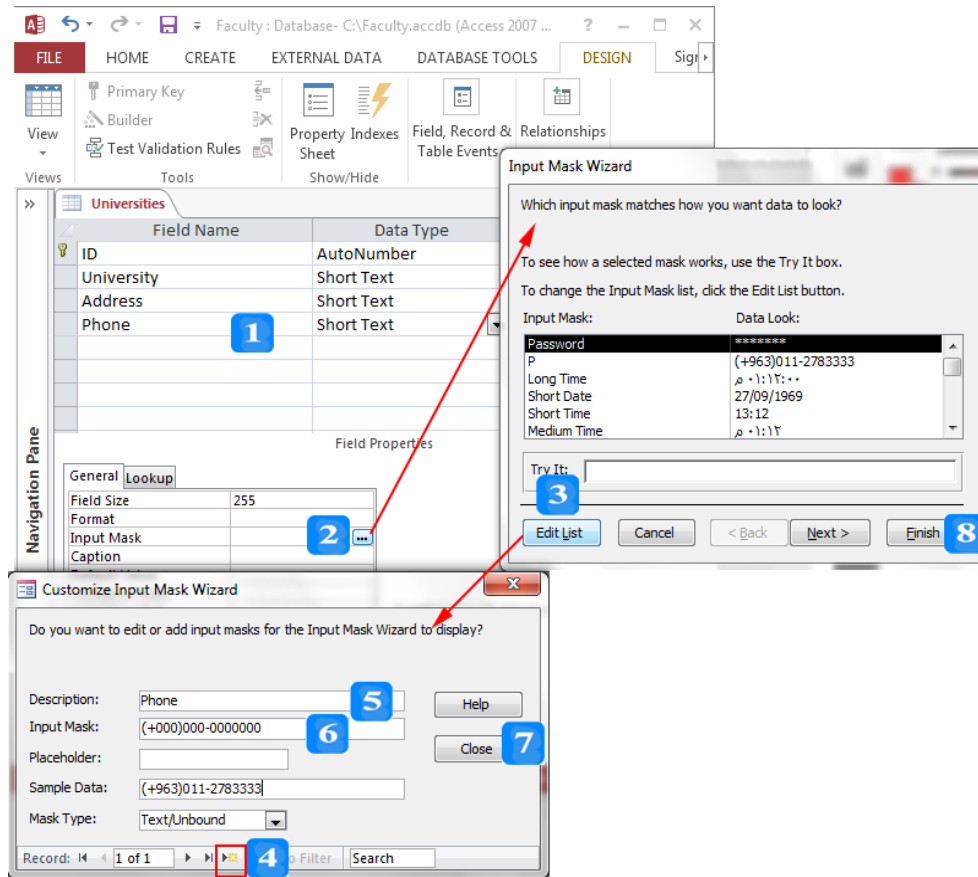 Faculty : Database- C:\Faculty.accdb (Access 2007 ... ?
FILE HOME CREATE EXTERNAL DATA DATABASE TOOLS DESIGN Sigr
View
Views
Primary Key
Builder
Test Validation Rules
Tools
Property Sheet
Indexes
Show/Hide
Field, Record & Table Events
Relationships
Universities
Field Name Data Type
ID AutoNumber
University Short Text
Address Short Text
Phone 1 Short Text
Field Properties
Navigation Pane
General Lookup
Field Size 255
Format
Input Mask 2 ...
Caption
Input Mask Wizard
Which input mask matches how you want data to look?
To see how a selected mask works, use the Try It box.
To change the Input Mask list, click the Edit List button.
Input Mask: Data Look:
Password *******
P (+963)011-2783333
Long Time ٠١:١٢:٠٠ م
Short Date 27/09/1969
Short Time 13:12
Medium Time ٠١:١٢ م
Try It:
3
Edit List Cancel < Back Next > Finish 8
Customize Input Mask Wizard
Do you want to edit or add input masks for the Input Mask Wizard to display?
Description: Phone 5 Help
Input Mask: (+000)000-0000000 6
Close 7
Placeholder:
Sample Data: (+963)011-2783333
Mask Type: Text/Unbound
Record: 1 of 1 4 o Filter Search